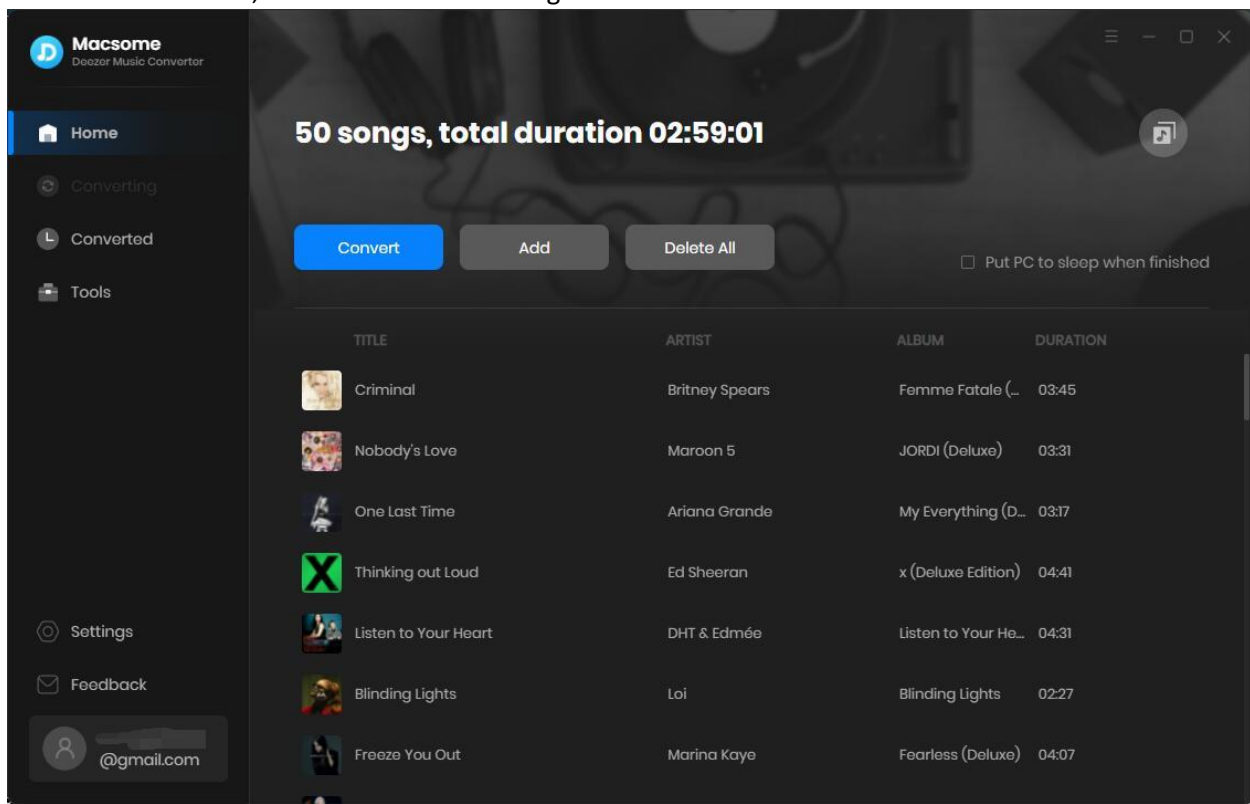 Macsome
Deezer Music Converter
Home
50 songs, total duration 02:59:01
Converting
Converted
Convert Add Delete All
Put PC to sleep when finished
Tools
TITLE ARTIST ALBUM DURATION
Criminal Britney Spears Femme Fatale (... 03:45
Nobody's Love Maroon 5 JORDI (Deluxe) 03:31
One Last Time Ariana Grande My Everything (D... 03:17
Thinking out Loud Ed Sheeran x (Deluxe Edition) 04:41
Listen to Your Heart DHT & Edmée Listen to Your He... 04:31
Blinding Lights Loi Blinding Lights 02:27
Freeze You Out Marina Kaye Fearless (Deluxe) 04:07
Settings
Feedback
@gmail.com